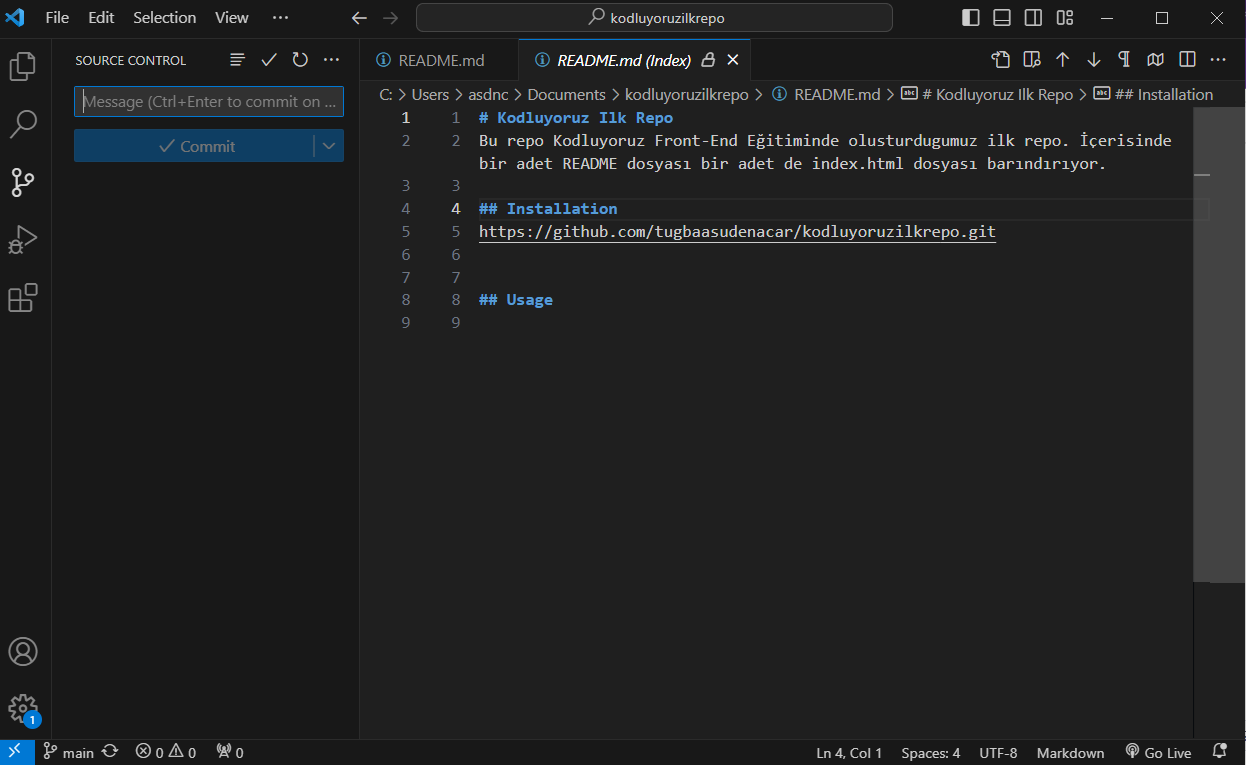 File Edit Selection View ···
kodluyoruzilkrepo
SOURCE CONTROL
Message (Ctrl+Enter to commit on ...
Commit
README.md
README.md (Index)
C: > Users > asdnc > Documents > kodluyoruzilkrepo > README.md > # Kodluyoruz Ilk Repo > ## Installation
1 1 # Kodluyoruz Ilk Repo
2 2 Bu repo Kodluyoruz Front-End Eğitiminde olusturdugumuz ilk repo. İçerisinde
bir adet README dosyası bir adet de index.html dosyası barındırıyor.
3 3
4 4 ## Installation
5 5 https://github.com/tugbaasudenacar/kodluyoruzilkrepo.git
6 6
7 7
8 8 ## Usage
9 9
1
main 0 0 0 Ln 4, Col 1 Spaces: 4 UTF-8 Markdown Go Live